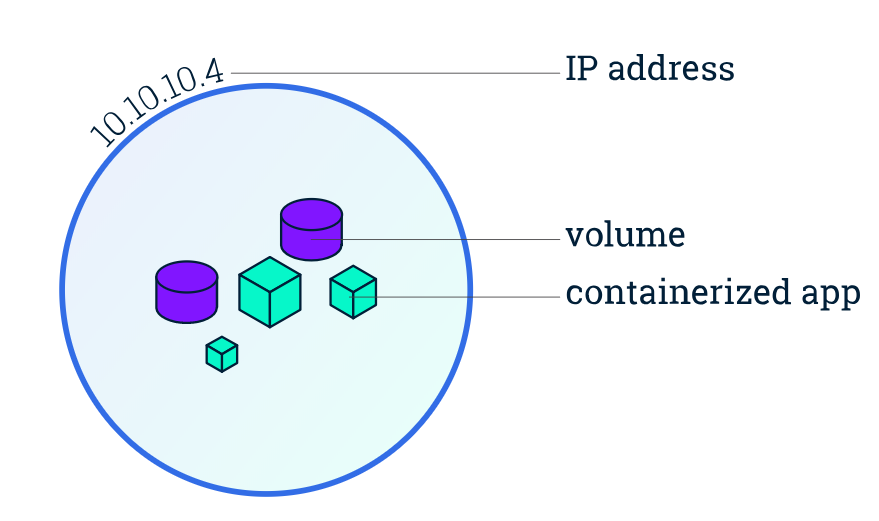 10.10.10.4
IP address
volume
containerized app